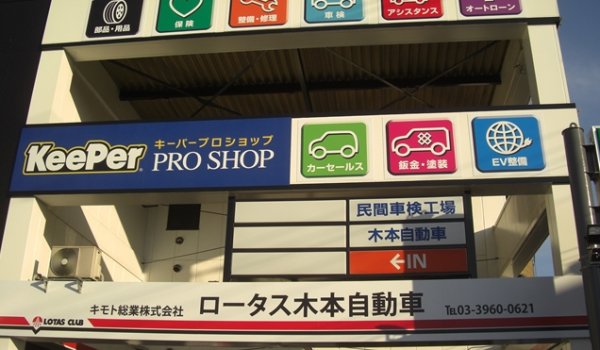 部品・用品
保険
整備・修理
車検
アシスタンス
オートローン
KeePer
キーパープロショップ
PRO SHOP
カーセールス
鈑金・塗装
EV整備
民間車検工場
木本自動車
←IN
LOTAS CLUB
キモト総業株式会社
ロータス木本自動車
TEL03-3960-0621